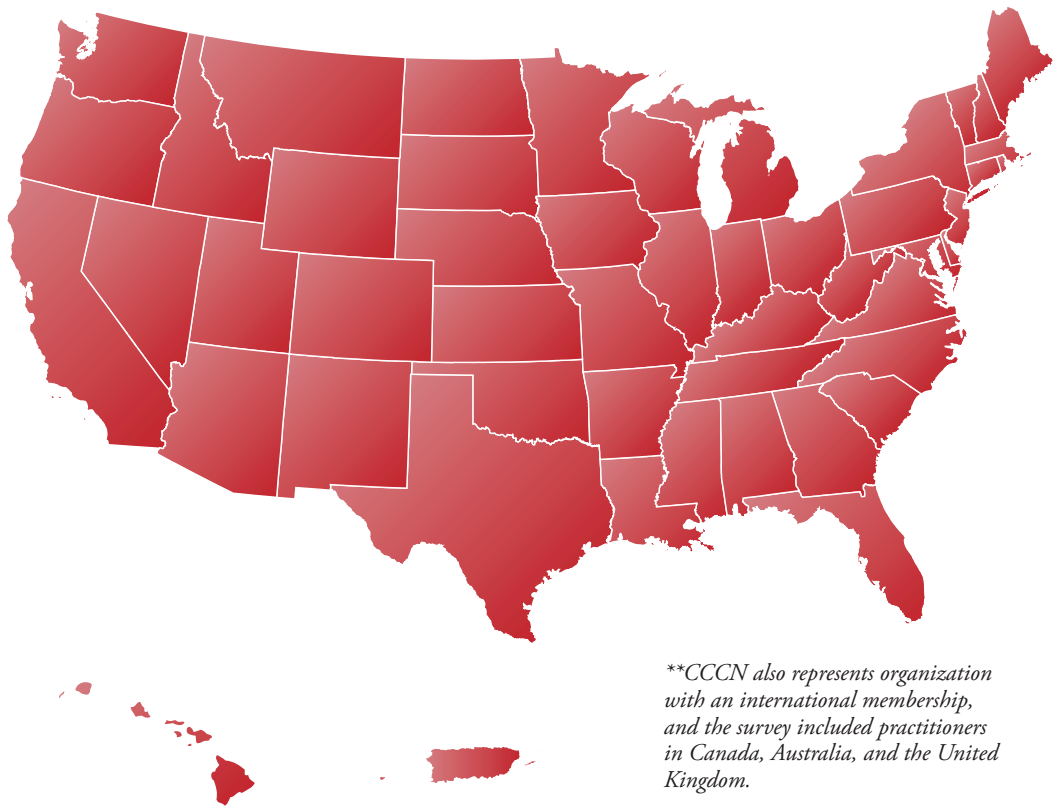 **CCCN also represents organization
with an international membership,
and the survey included practitioners
in Canada, Australia, and the United
Kingdom.